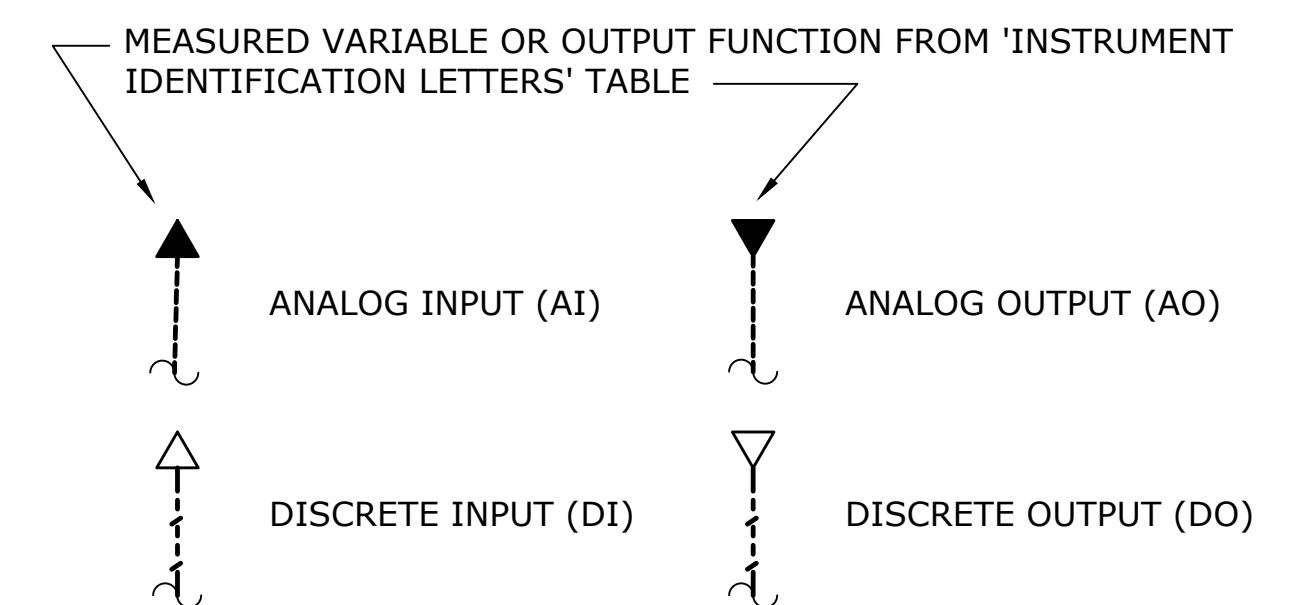 MEASURED VARIABLE OR OUTPUT FUNCTION FROM 'INSTRUMENT
IDENTIFICATION LETTERS' TABLE
ANALOG INPUT (AI)
ANALOG OUTPUT (AO)
DISCRETE INPUT (DI)
DISCRETE OUTPUT (DO)